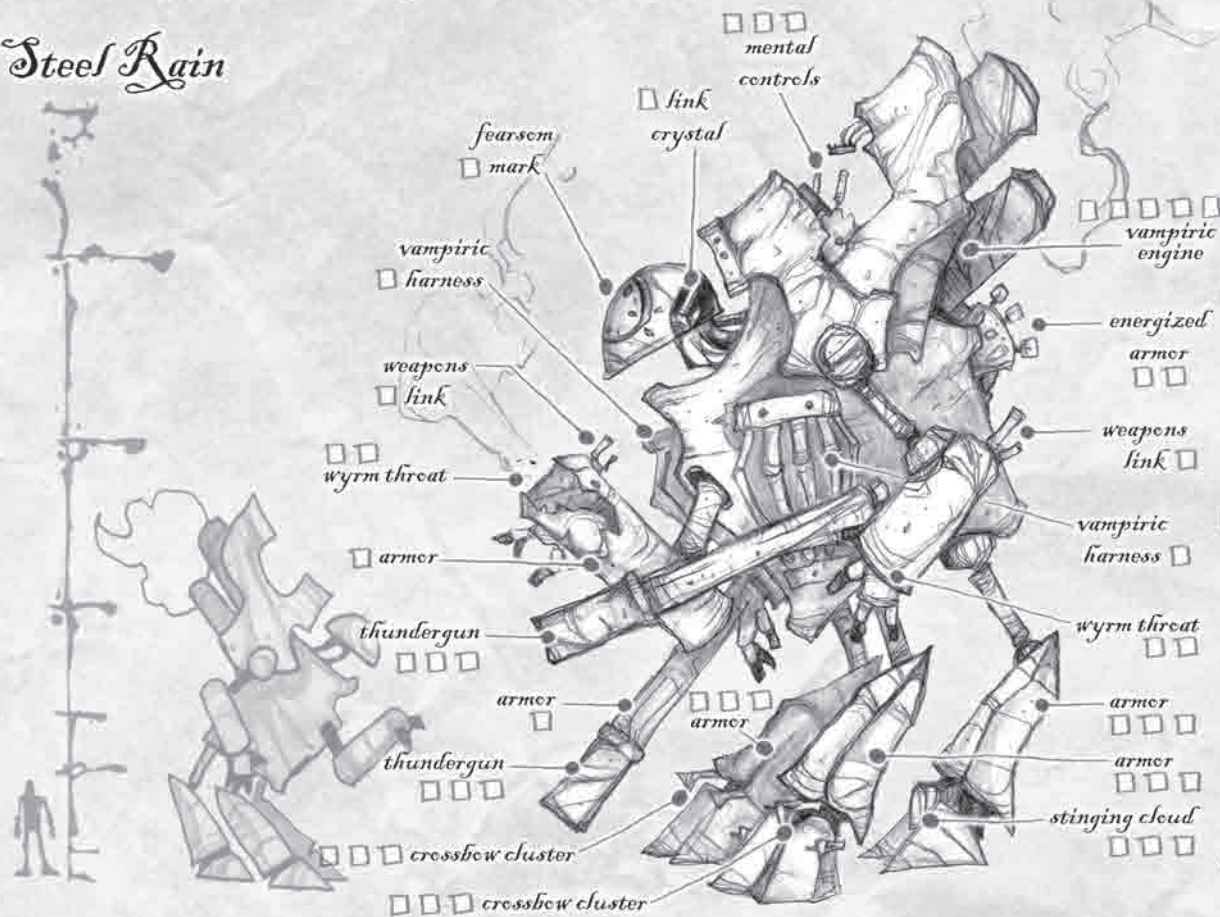 Steel Rain
mental
controls
link
crystal
fearsom
mark
vampiric
harness
vampiric
engine
energized
armor
weapons
link
weapons
link
wyrm throat
vampiric
harness
armor
thundergun
wyrm throat
armor
armor
armor
armor
thundergun
stinging cloud
crossbow cluster
crossbow cluster